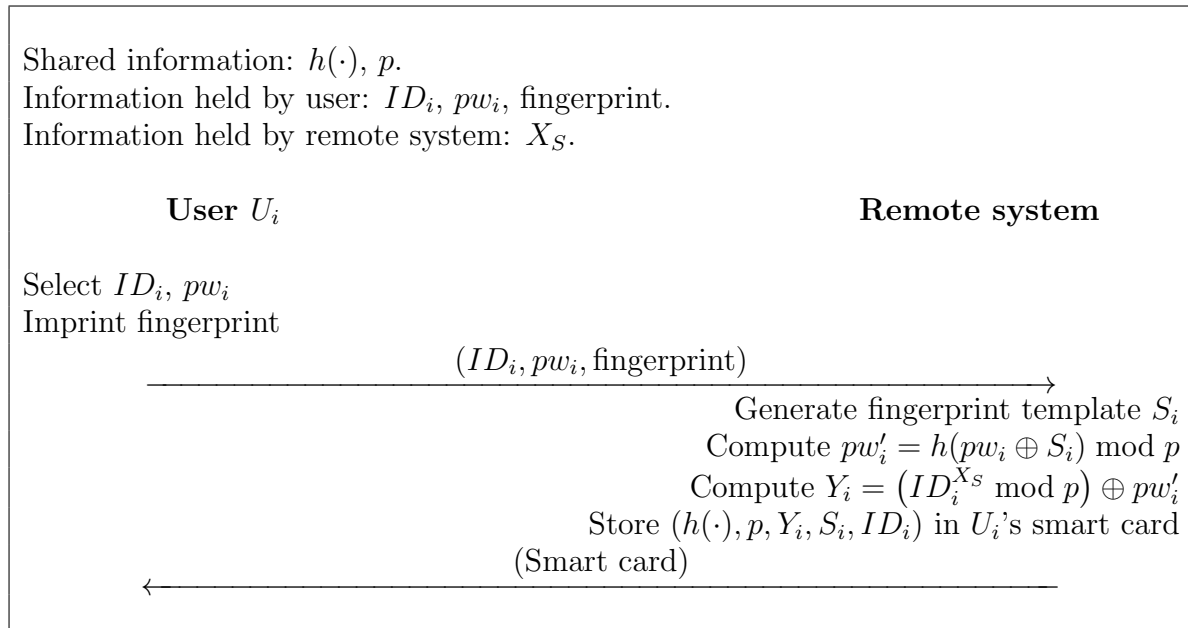 Shared information: h(·), p.
Information held by user: ID_i, pw_i, fingerprint.
Information held by remote system: X_S.
User U_i Remote system
Select ID_i, pw_i
Imprint fingerprint
(ID_i, pw_i, fingerprint)
Generate fingerprint template S_i
Compute pw'_i = h(pw_i ⊕ S_i) mod p
Compute Y_i = (ID_i^{X_S} mod p) ⊕ pw'_i
Store (h(·), p, Y_i, S_i, ID_i) in U_i's smart card
(Smart card)